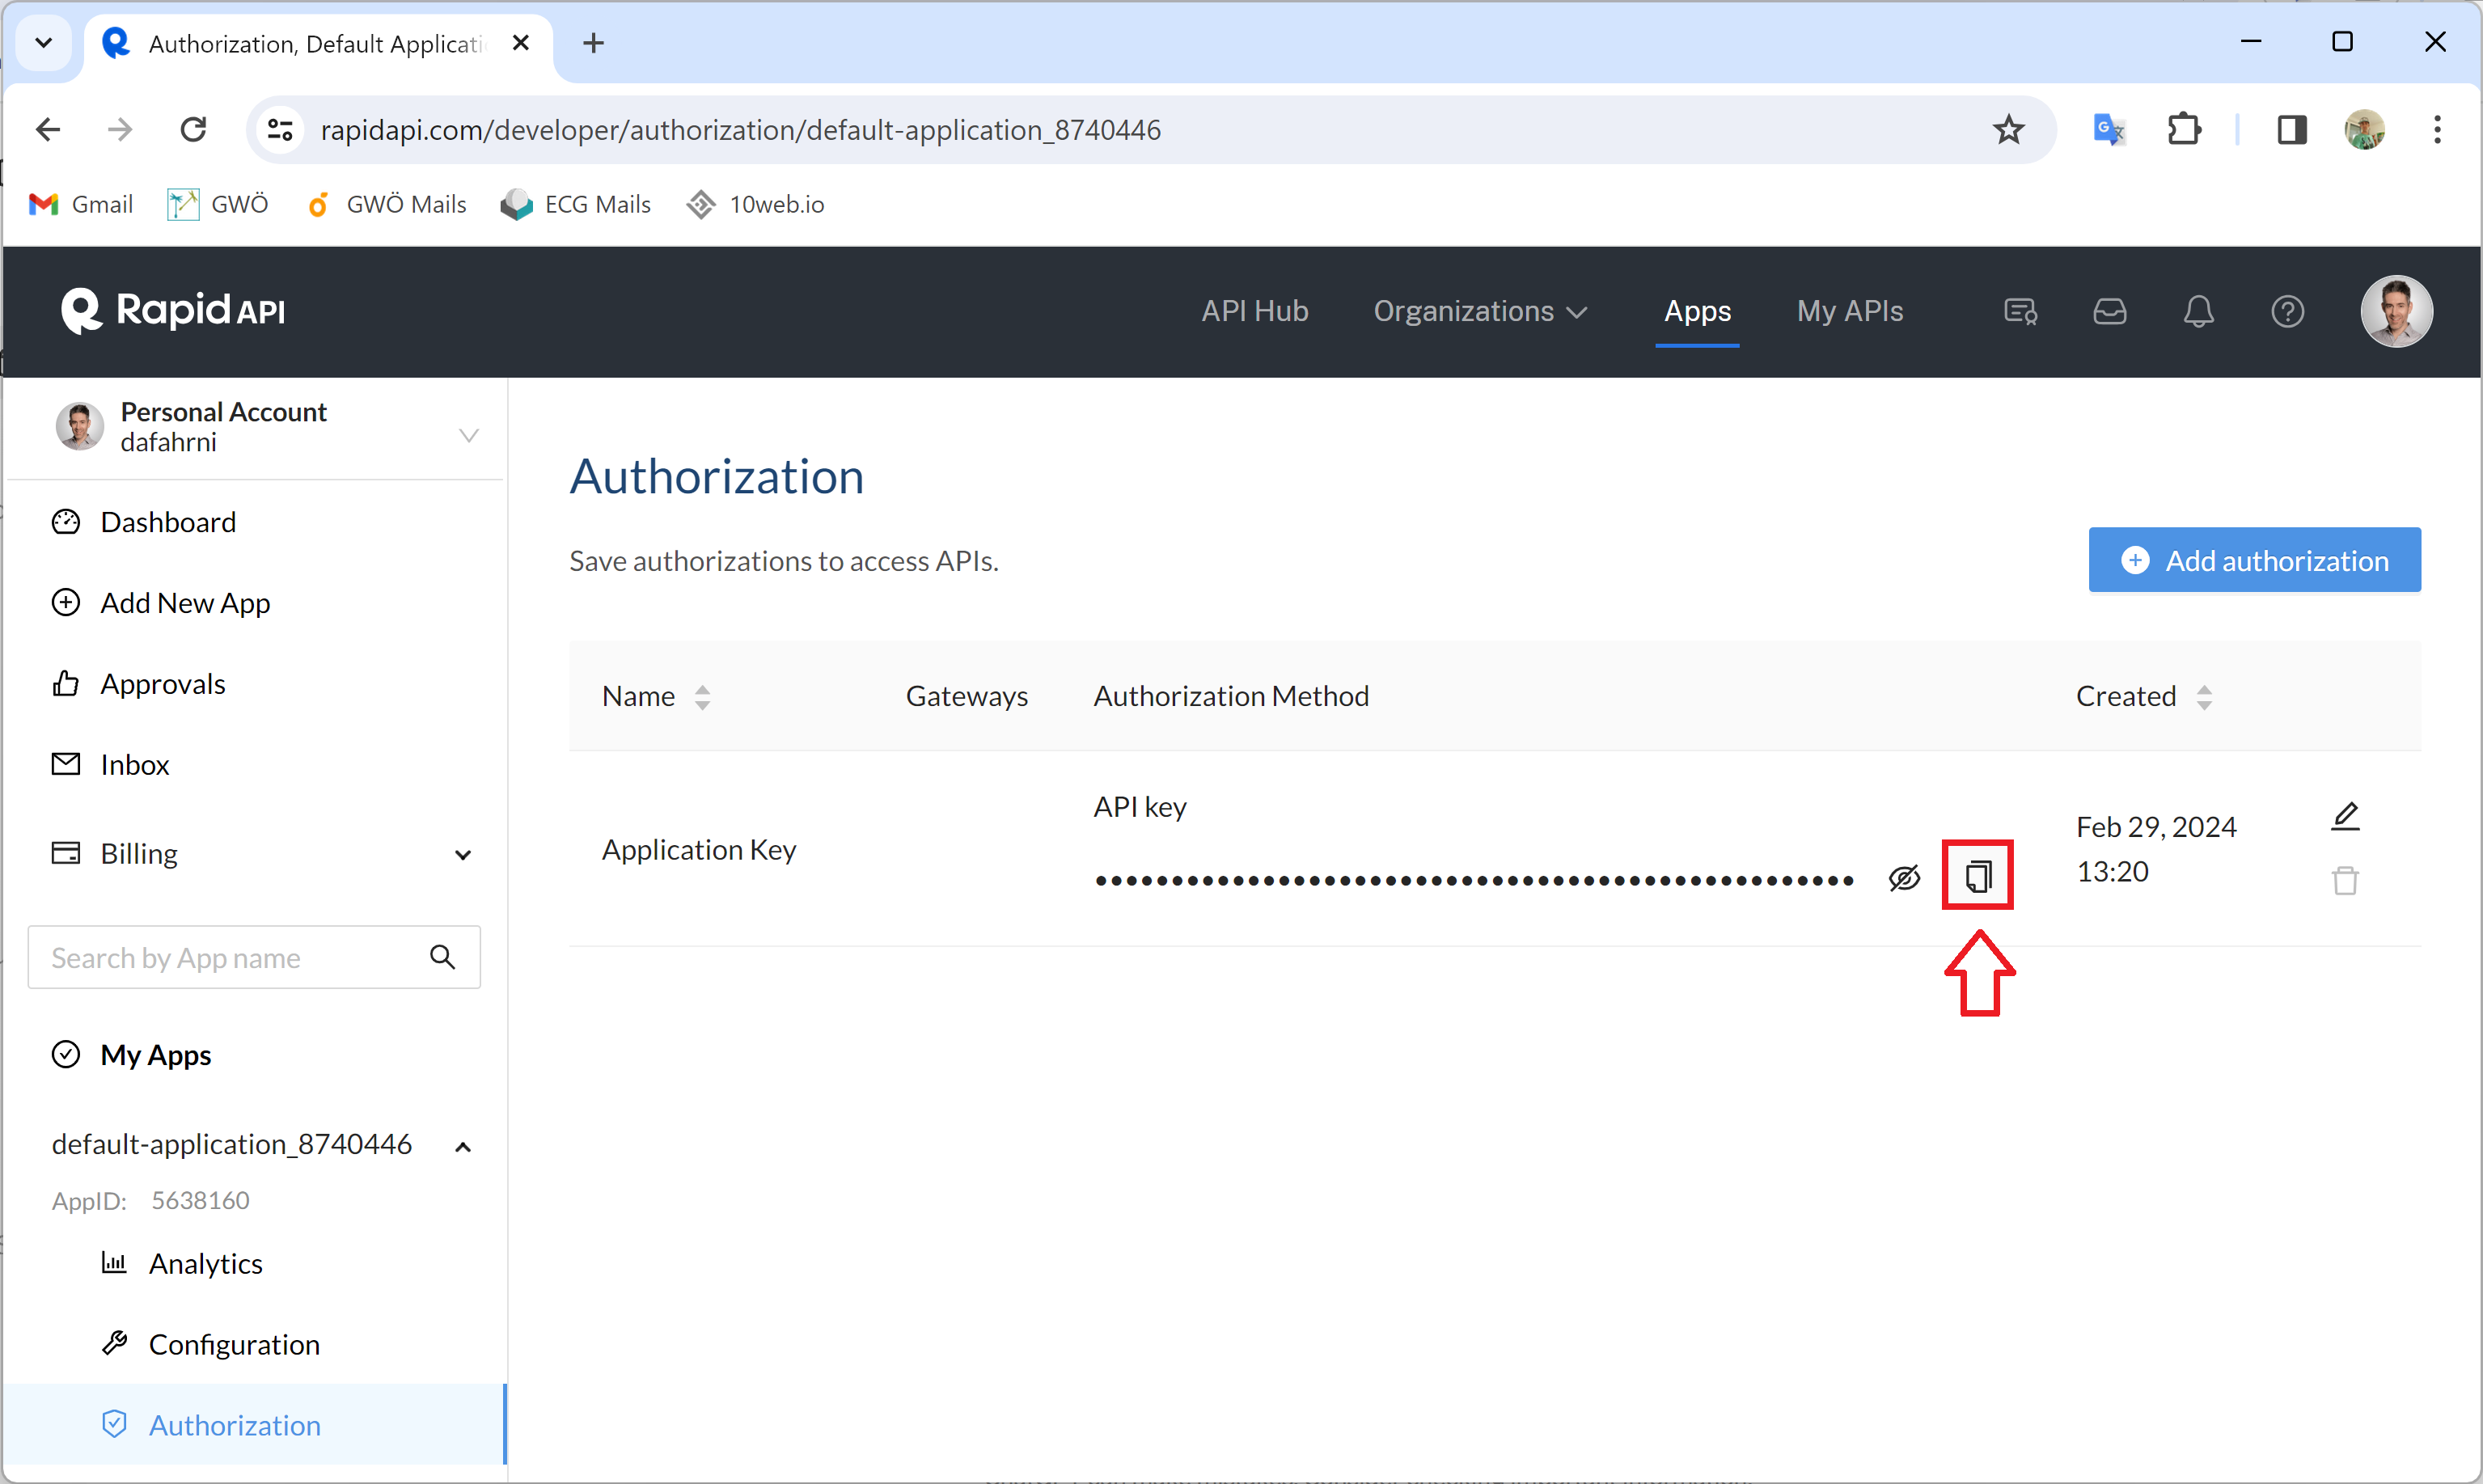 Authorization, Default Applicati
rapidapi.com/developer/authorization/default-application_8740446
Gmail
GWÖ
GWÖ Mails
ECG Mails
10web.io
Rapid API
API Hub
Organizations
Apps
My APIs
Personal Account
dafahrni
Dashboard
Add New App
Approvals
Inbox
Billing
Search by App name
My Apps
default-application_8740446
AppID: 5638160
Analytics
Configuration
Authorization
Authorization
Save authorizations to access APIs.
Add authorization
Name
Gateways
Authorization Method
Created
Application Key
API key
••••••••••••••••••••••••••••••••••••••••••••••••••
Feb 29, 2024
13:20